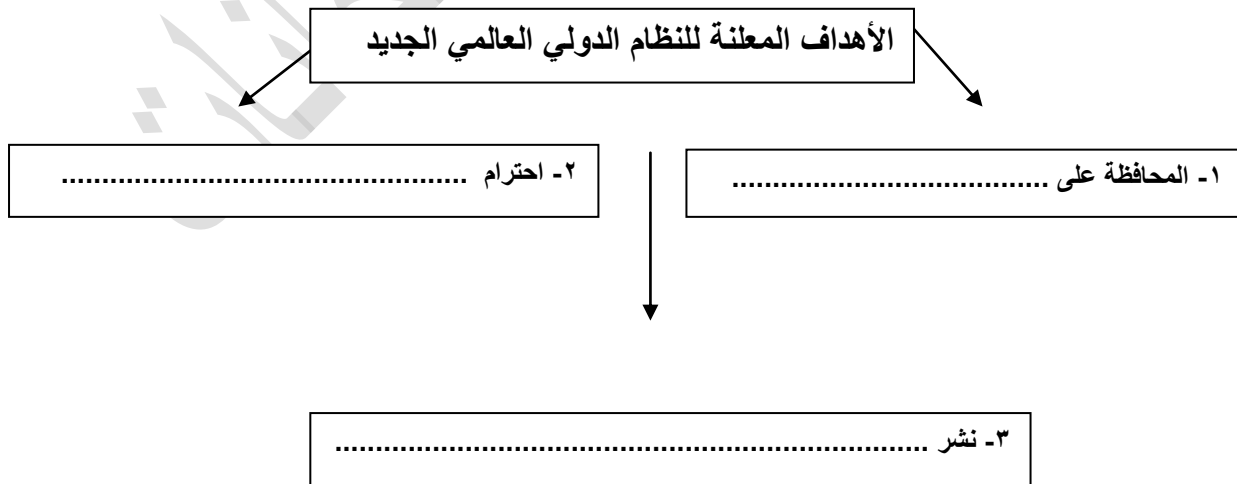 الأهداف المعلنة للنظام الدولي العالمي الجديد
١- المحافظة على .......................................
٢- احترام ..................................................
٣- نشر .........................................................................